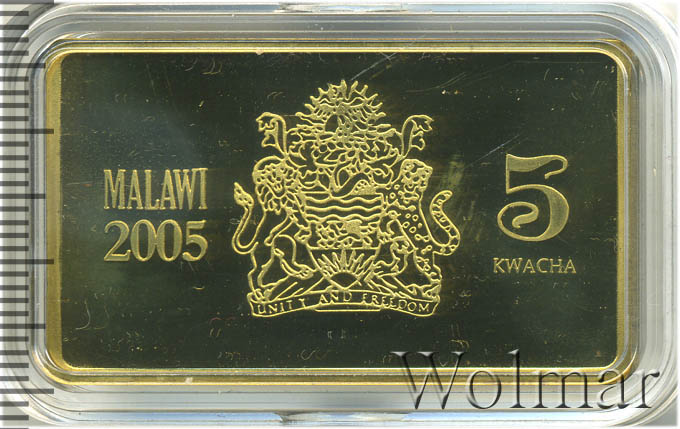 MALAWI
2005
5
KWACHA
UNITY AND FREEDOM
Wolmar